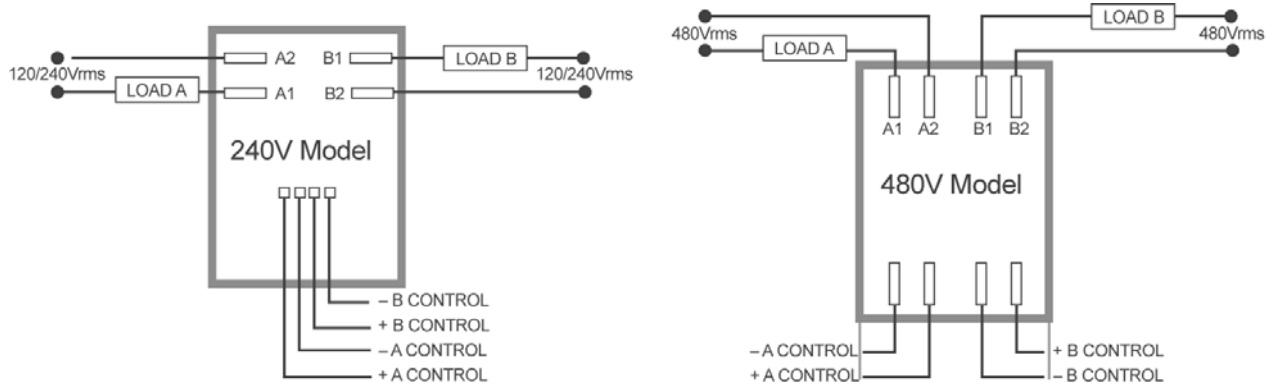 A2
B1
LOAD B
120/240Vrms
120/240Vrms
LOAD A
A1
B2
240V Model
– B CONTROL
+ B CONTROL
– A CONTROL
+ A CONTROL
LOAD B
480Vrms
480Vrms
LOAD A
A1 A2 B1 B2
480V Model
– A CONTROL
+ A CONTROL
+ B CONTROL
– B CONTROL